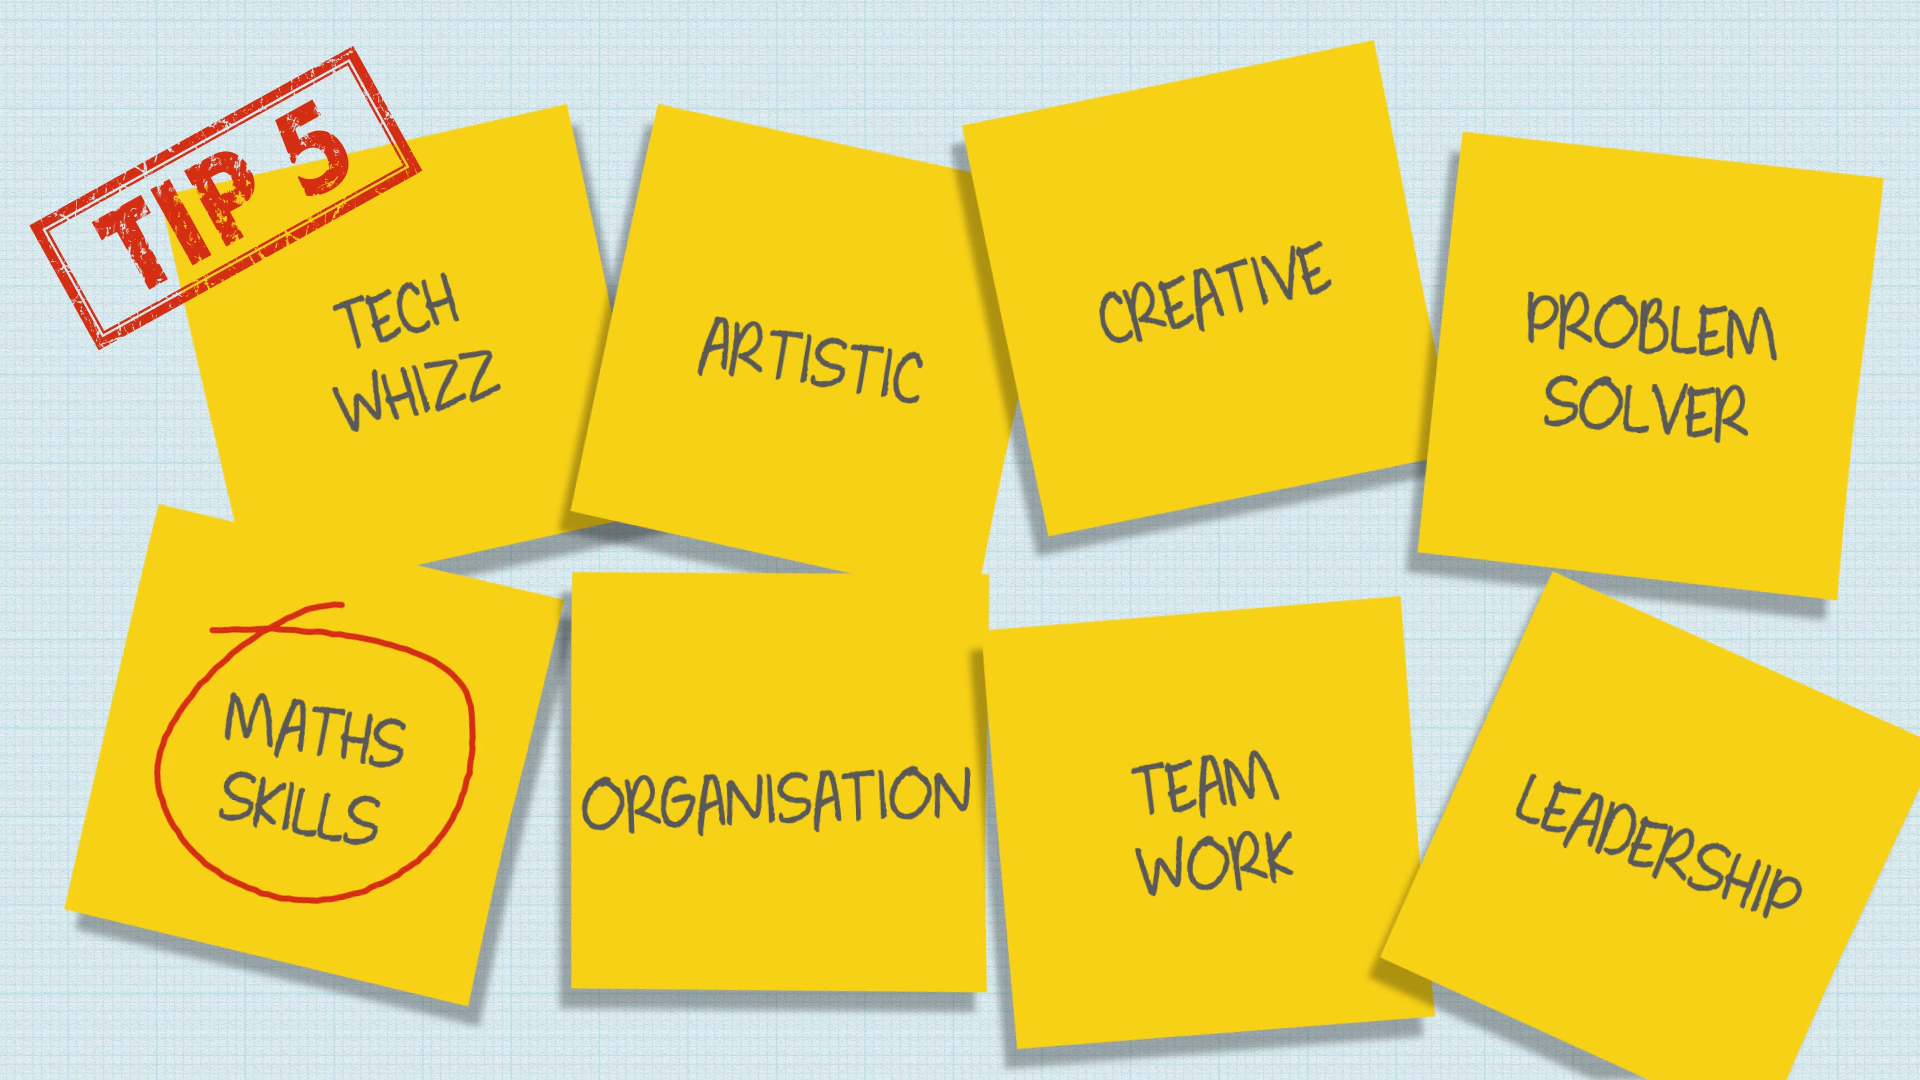 TIP 5
TECH
WHIZZ
ARTISTIC
CREATIVE
PROBLEM
SOLVER
MATHS
SKILLS
ORGANISATION
TEAM
WORK
LEADERSHIP